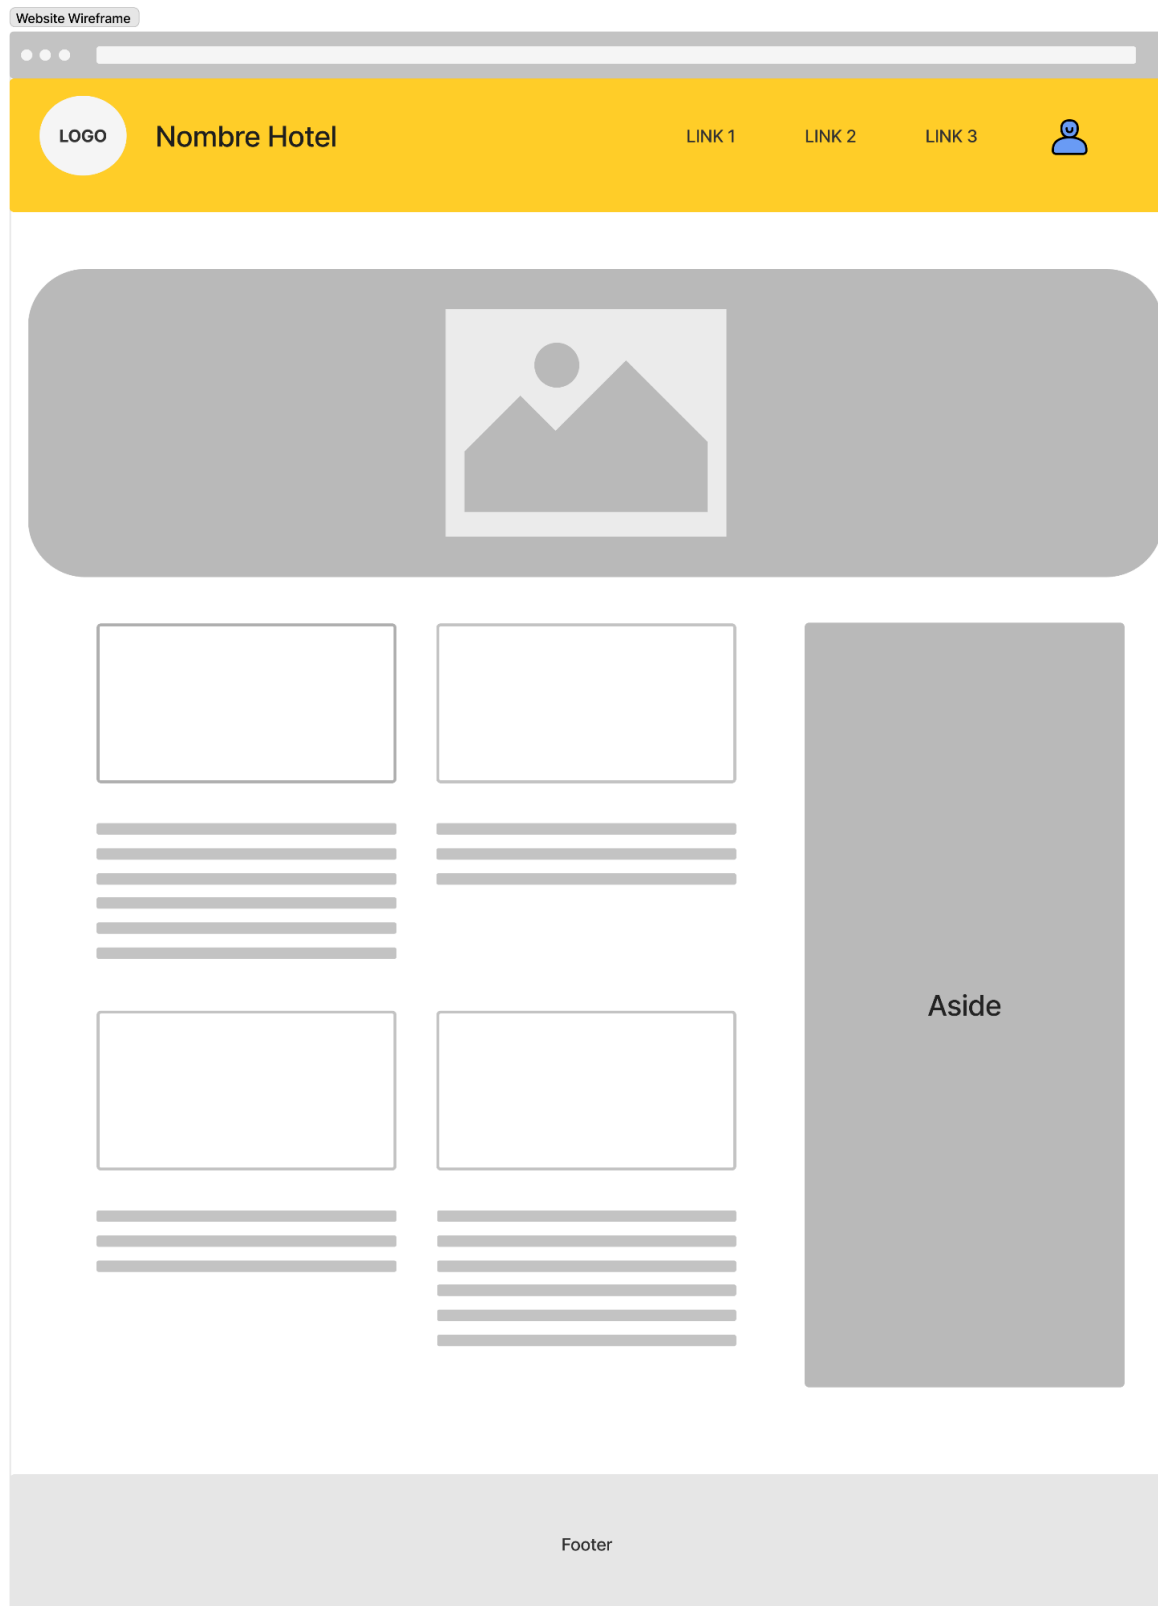 Website Wireframe
LOGO
Nombre Hotel
LINK 1
LINK 2
LINK 3
Aside
Footer